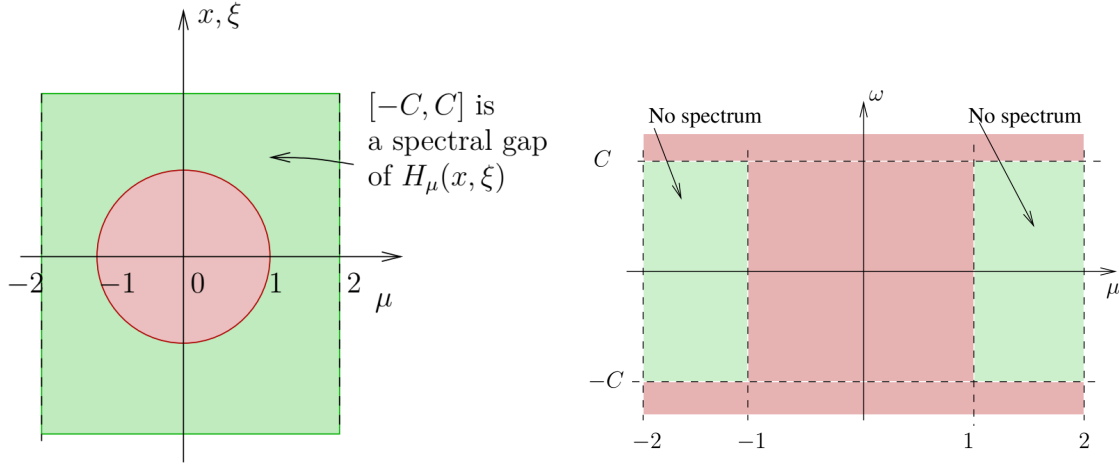 x, ξ
[−C, C] is
a spectral gap
of H_μ(x, ξ)
−2
−1
0
1
2
μ
ω
No spectrum
No spectrum
C
−C
μ
−2
−1
1
2